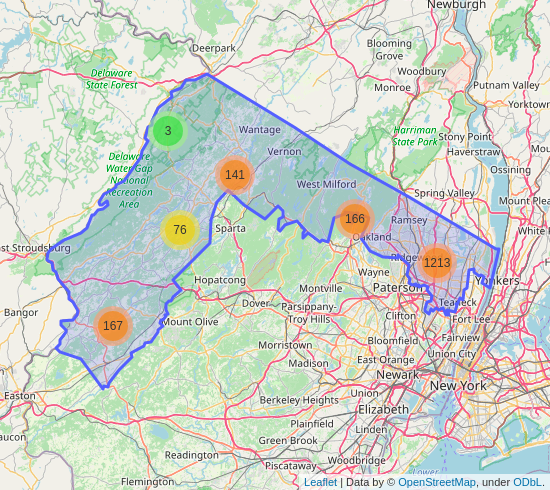 Newburgh
Deerpark
Blooming
Grove
Woodbury
Delaware
State Forest
Putnam Valley
Monroe
Yorktown
Harriman
State Park
Stony Point
Haverstraw
3
Wantage
Vernon
Ossining
Delaware
Water Gap
National
Recreation
Area
141
West Milford
Spring Valley
Mount Pleas
166
Ramsey
76
Sparta
Oakland
White
East Stroudsburg
Ridgew
1213
Wayne
Hopatcong
Montville
Paterson
Yonkers
Dover
Parsippany-
Troy Hills
Teaneck
Bangor
167
Mount Olive
Clifton
Fort Lee
Fairview
Bloomfield
Morristown
Union City
East Orange
Madison
Newark
New York
Easton
Union
Berkeley Heights
Elizabeth
Plainfield
Linden
Green Brook
Readington
Woodbridge
Piscataway
Flemington
Lower
Leaflet | Data by © OpenStreetMap, under ODbL.